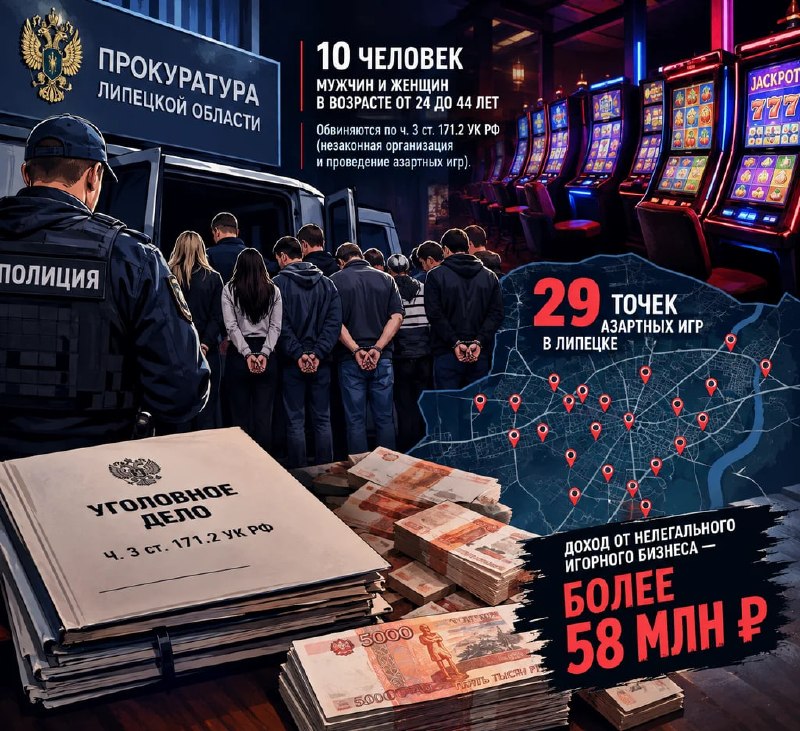 ПРОКУРАТУРА
ЛИПЕЦКОЙ ОБЛАСТИ
10 ЧЕЛОВЕК
МУЖЧИН И ЖЕНЩИН
В ВОЗРАСТЕ ОТ 24 ДО 44 ЛЕТ
Обвиняются по ч. 3 ст. 171.2 УК РФ
(незаконная организация
и проведение азартных игр).
JACKPOT
777
ПОЛИЦИЯ
29 ТОЧЕК
АЗАРТНЫХ ИГР
В ЛИПЕЦКЕ
УГОЛОВНОЕ
ДЕЛО
Ч. 3 ст. 171.2 УК РФ
ДОХОД ОТ НЕЛЕГАЛЬНОГО
ИГОРНОГО БИЗНЕСА —
БОЛЕЕ
58 МЛН ₽
5000
5000